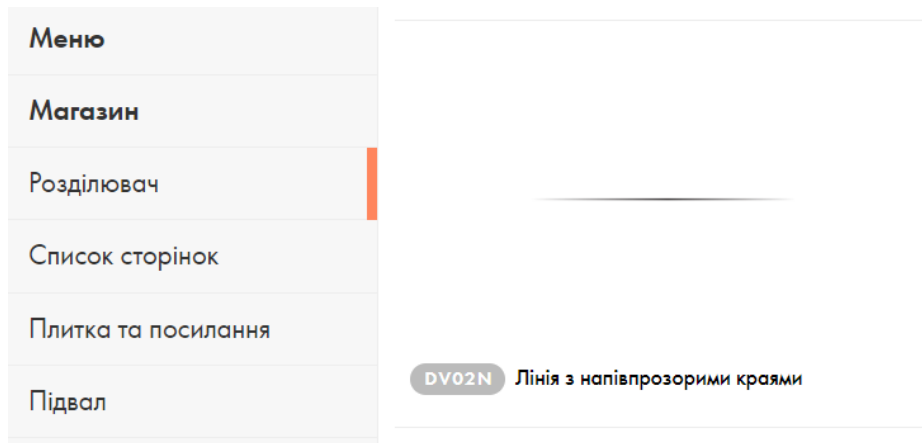 Меню
Магазин
Розділювач
Список сторінок
Плитка та посилання
Підвал
DV02N Лінія з напівпрозорими краями